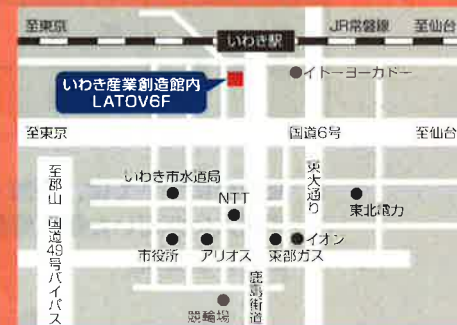 至東京
JR常磐線
至仙台
いわき駅
いわき産業創造館内
LATOV6F
イトーヨーカドー
至東京
国道6号
至仙台
至郡山 国道49号バイパス
いわき市水道局
NTT
東大通り
東北電力
市役所
アリオス
東部ガス
イオン
鹿島街道
競輪場